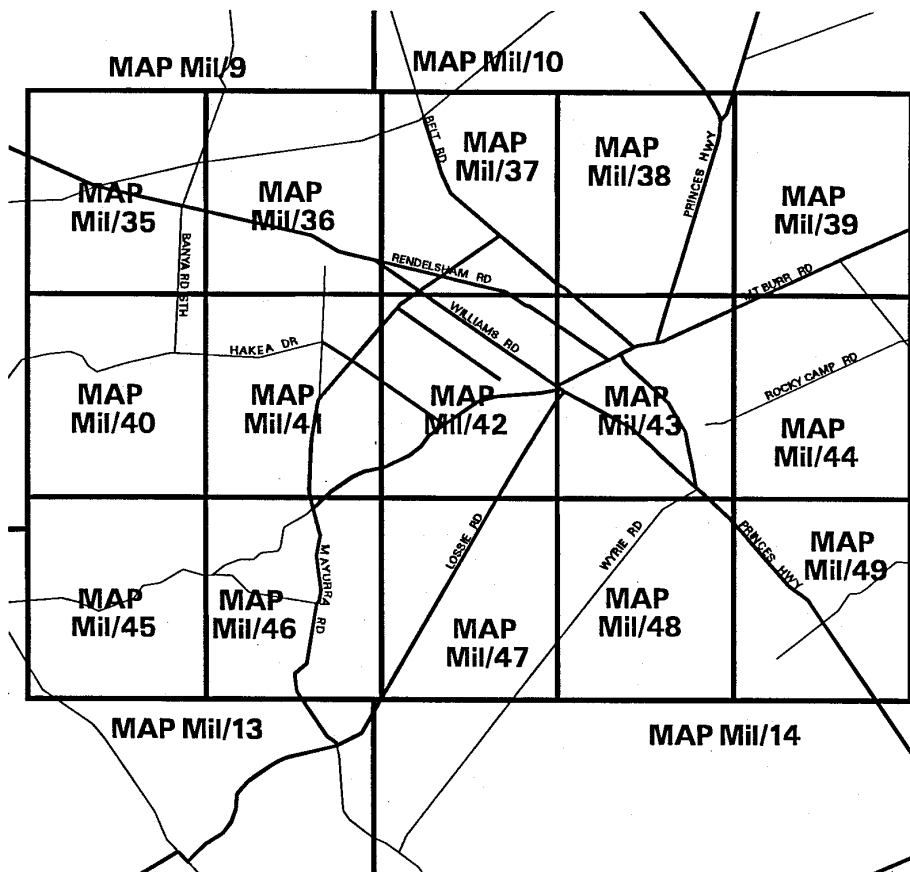 MAP Mil/9
MAP Mil/10
BELT RD
MAP
Mil/37
MAP
Mil/38
PRINCES HWY
MAP
Mil/35
MAP
Mil/36
MAP
Mil/39
BANYA RD STH
RENDELSHAM RD
MT BURR RD
WILLIAMS RD
HAKEA DR
ROCKY CAMP RD
MAP
Mil/40
MAP
Mil/41
MAP
Mil/42
MAP
Mil/43
MAP
Mil/44
LOSSIE RD
WYRIE RD
PRINCES HWY
MAP
Mil/49
MAYURRA RD
MAP
Mil/45
MAP
Mil/46
MAP
Mil/47
MAP
Mil/48
MAP Mil/13
MAP Mil/14